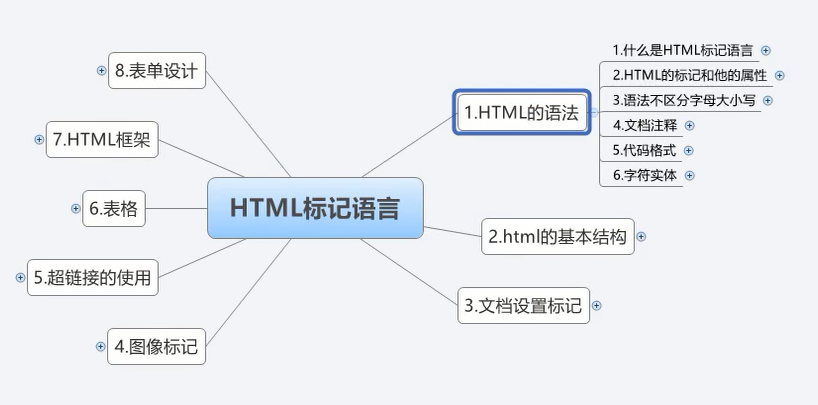 HTML标记语言
1.HTML的语法
1.什么是HTML标记语言
2.HTML的标记和他的属性
3.语法不区分字母大小写
4.文档注释
5.代码格式
6.字符实体
2.html的基本结构
3.文档设置标记
4.图像标记
5.超链接的使用
6.表格
7.HTML框架
8.表单设计